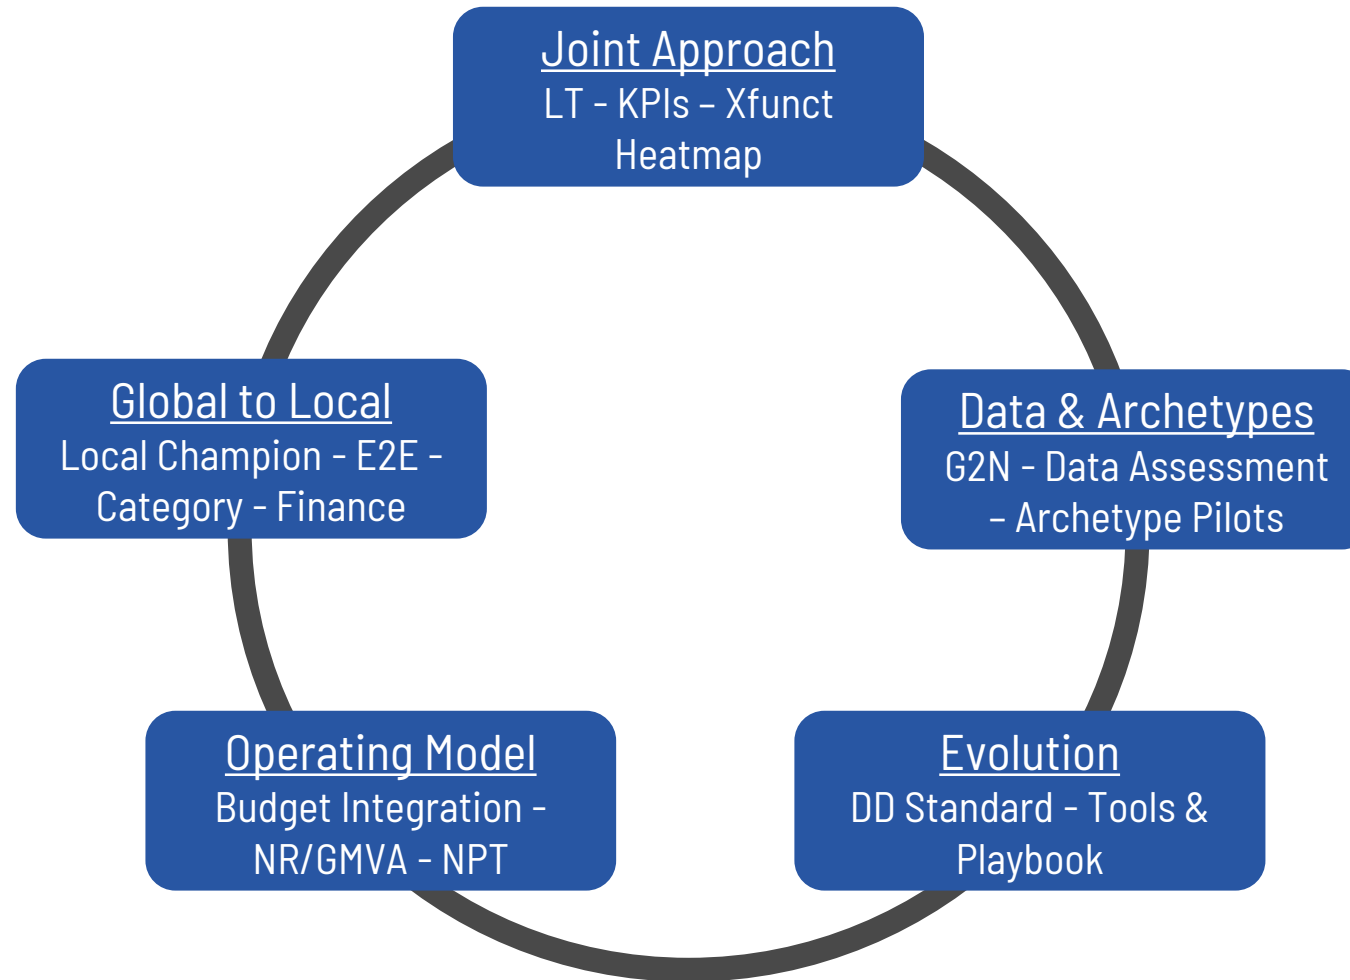 Joint Approach
LT - KPIs – Xfunct
Heatmap
Global to Local
Local Champion - E2E -
Category - Finance
Data & Archetypes
G2N - Data Assessment
– Archetype Pilots
Operating Model
Budget Integration -
NR/GMVA - NPT
Evolution
DD Standard - Tools &
Playbook